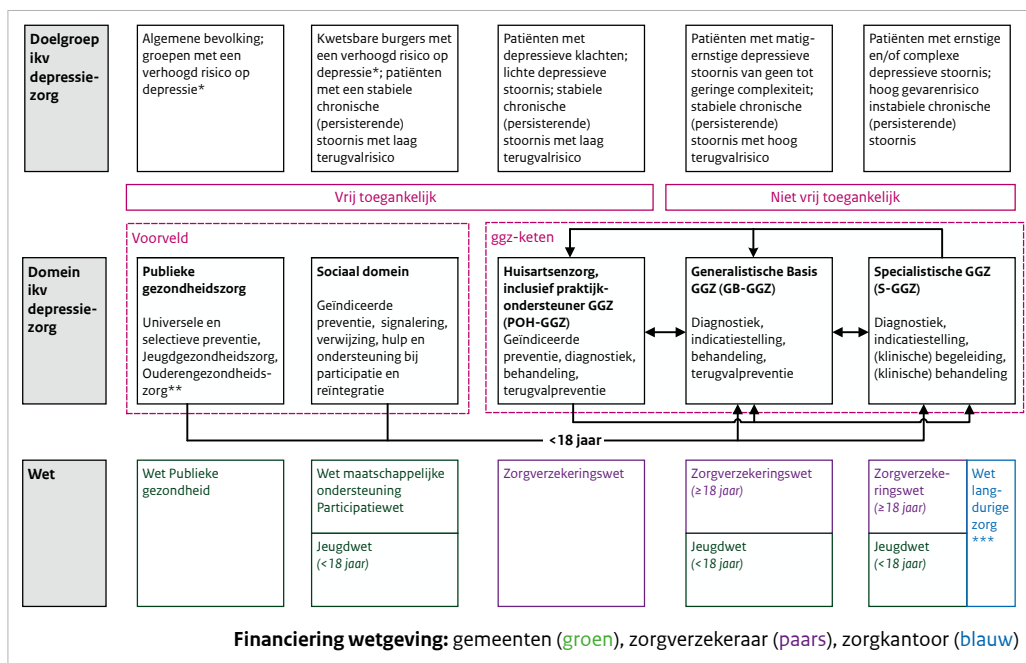 Doelgroep
ikv
depressie-
zorg
Algemene bevolking;
groepen met een
verhoogd risico op
depressie*
Kwetsbare burgers met
een verhoogd risico op
depressie*; patiënten
met een stabiele
chronische
(persisterende)
stoornis met laag
terugvalrisico
Patiënten met
depressieve klachten;
lichte depressieve
stoornis; stabiele
chronische
(persisterende)
stoornis met laag
terugvalrisico
Patiënten met matig-
ernstige depressieve
stoornis van geen tot
geringe complexiteit;
stabiele chronische
(persisterende)
stoornis met hoog
terugvalrisico
Patiënten met ernstige
en/of complexe
depressieve stoornis;
hoog gevarenrisico
instabiele chronische
(persisterende)
stoornis
Vrij toegankelijk
Niet vrij toegankelijk
Voorveld
ggz-keten
Domein
ikv
depressie-
zorg
Publieke
gezondheidszorg
Universele en
selectieve preventie,
Jeugdgezondheidszorg,
Ouderengezondheids-
zorg**
Sociaal domein
Geïndiceerde
preventie, signalering,
verwijzing, hulp en
ondersteuning bij
participatie en
reïntegratie
Huisartsenzorg,
inclusief praktijk-
ondersteuner GGZ
(POH-GGZ)
Geïndiceerde
preventie, diagnostiek,
behandeling,
terugvalpreventie
Generalistische Basis
GGZ (GB-GGZ)
Diagnostiek,
indicatiestelling,
behandeling,
terugvalpreventie
Specialistische GGZ
(S-GGZ)
Diagnostiek,
indicatiestelling,
(klinische) begeleiding,
(klinische) behandeling
<18 jaar
Wet
Wet Publieke
gezondheid
Wet maatschappelijke
ondersteuning
Participatiewet
Jeugdwet
(<18 jaar)
Zorgverzekeringswet
Zorgverzekeringswet
(≥18 jaar)
Jeugdwet
(<18 jaar)
Zorgverzeke-
ringswet
(≥18 jaar)
Jeugdwet
(<18 jaar)
Wet
lang-
durige
zorg
***
Financiering wetgeving: gemeenten (groen), zorgverzekeraar (paars), zorgkantoor (blauw)